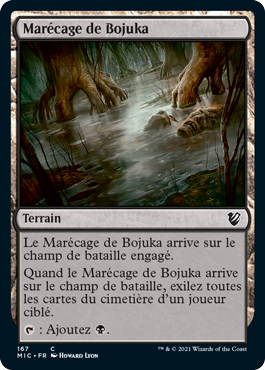 Marécage de Bojuka
Terrain
Le Marécage de Bojuka arrive sur le
champ de bataille engagé.
Quand le Marécage de Bojuka arrive
sur le champ de bataille, exilez toutes
les cartes du cimetière d'un joueur
ciblé.
: Ajoutez .
167 C
MIC • FR Howard Lyon
™ & © 2021 Wizards of the Coast